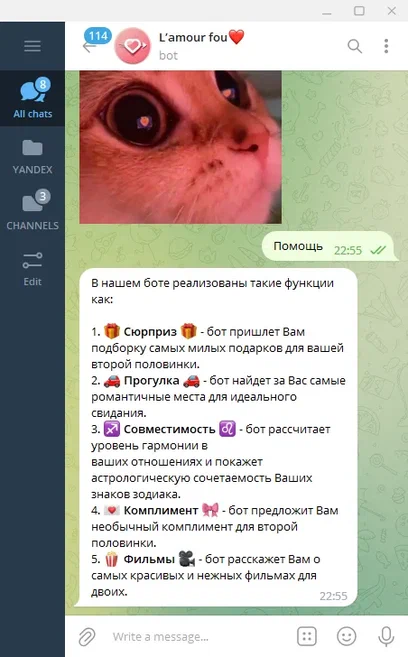 114
L'amour fou❤️
bot
8
All chats
YANDEX
3
CHANNELS
Edit
Помощь 22:55
В нашем боте реализованы такие функции
как:
1. 🎁 Сюрприз 🎁 - бот пришлет Вам
подборку самых милых подарков для вашей
второй половинки.
2. 🚗 Прогулка 🚗 - бот найдет за Вас самые
романтичные места для идеального
свидания.
3. ♐ Совместимость ♌ - бот рассчитает
уровень гармонии в
ваших отношениях и покажет
астрологическую сочетаемость Ваших
знаков зодиака.
4. 💌 Комплимент 🎀 - бот предложит Вам
необычный комплимент для второй
половинки.
5. 🍿 Фильмы 🎥 - бот расскажет Вам о
самых красивых и нежных фильмах для
двоих.
22:55
Write a message...